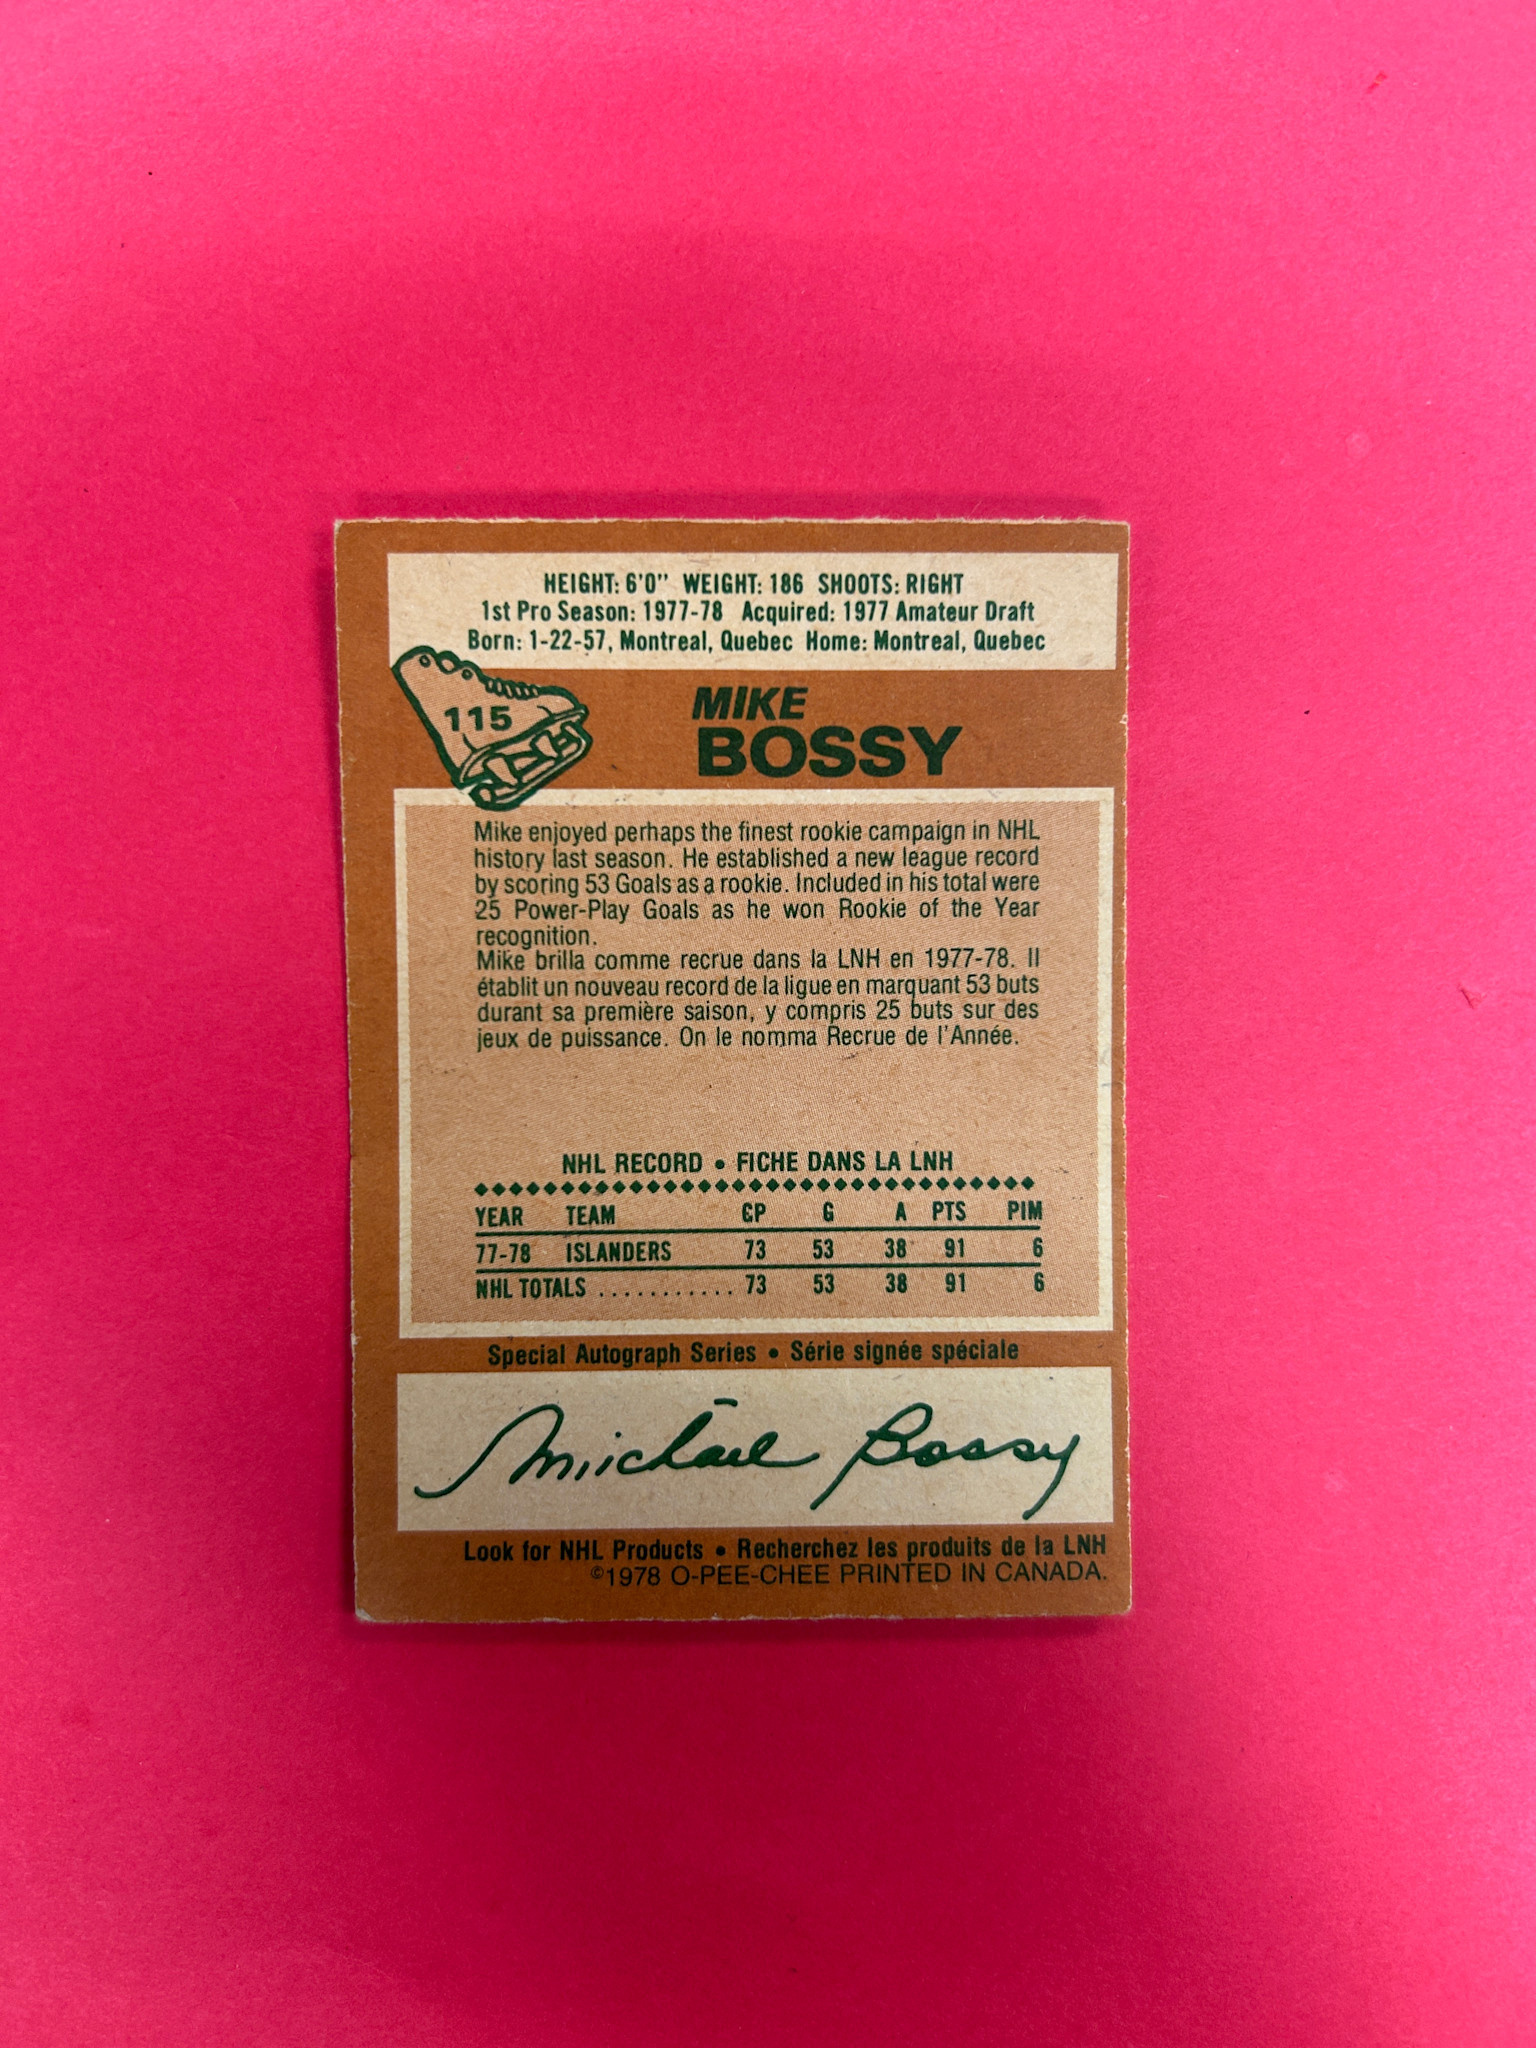 HEIGHT: 6'0" WEIGHT: 186 SHOOTS: RIGHT
1st Pro Season: 1977-78 Acquired: 1977 Amateur Draft
Born: 1-22-57, Montreal, Quebec Home: Montreal, Quebec
115
MIKE
BOSSY
Mike enjoyed perhaps the finest rookie campaign in NHL
history last season. He established a new league record
by scoring 53 Goals as a rookie. Included in his total were
25 Power-Play Goals as he won Rookie of the Year
recognition.
Mike brilla comme recrue dans la LNH en 1977-78. Il
établit un nouveau record de la ligue en marquant 53 buts
durant sa première saison, y compris 25 buts sur des
jeux de puissance. On le nomma Recrue de l'Année.
NHL RECORD • FICHE DANS LA LNH
YEAR TEAM GP G A PTS PIM
77-78 ISLANDERS 73 53 38 91 6
NHL TOTALS ........... 73 53 38 91 6
Special Autograph Series • Série signée spéciale
Michael Bossy
Look for NHL Products • Recherchez les produits de la LNH
©1978 O-PEE-CHEE PRINTED IN CANADA.